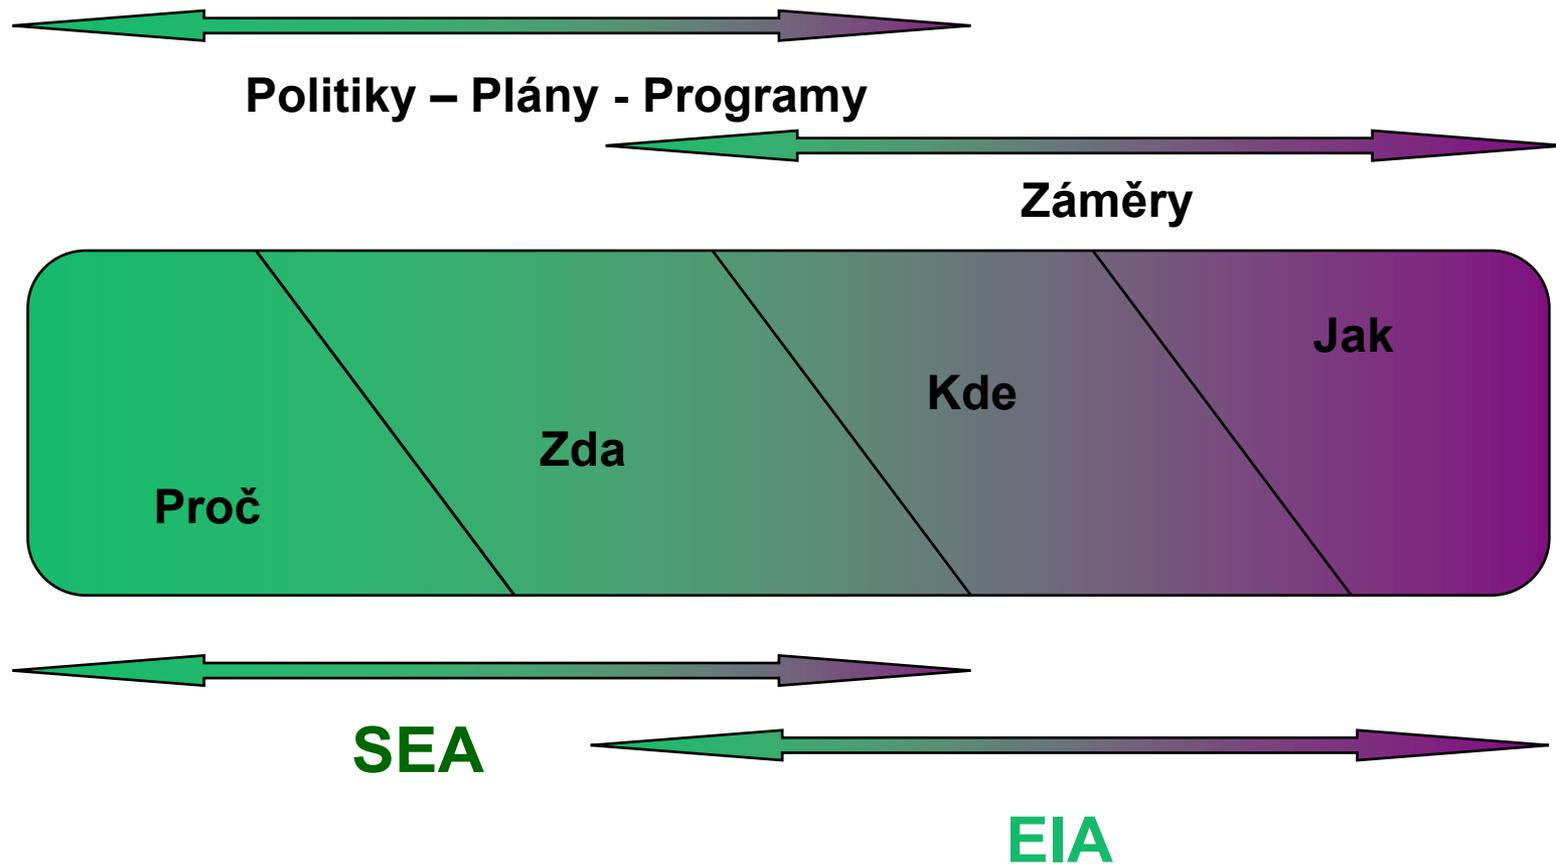 Politiky – Plány - Programy
Záměry
Proč
Zda
Kde
Jak
SEA
EIA